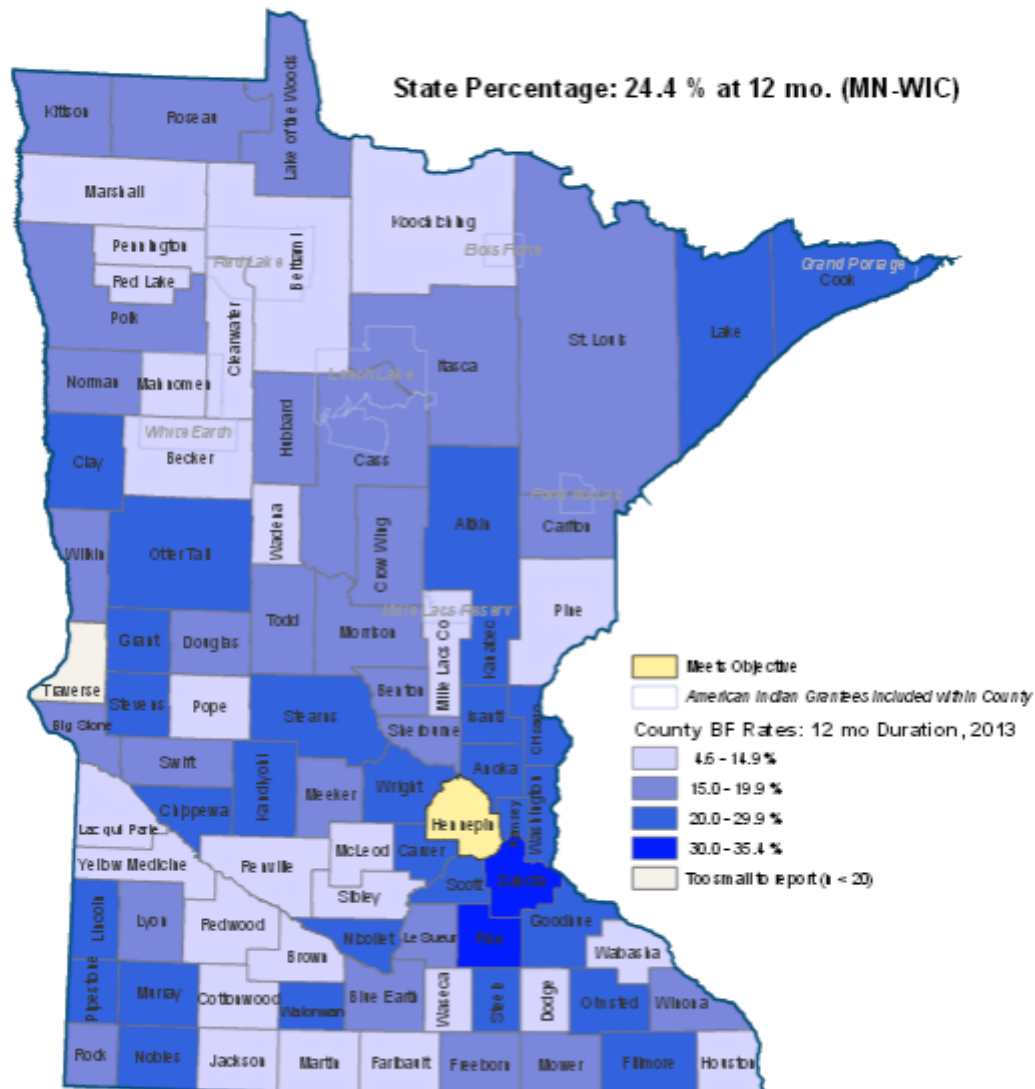 State Percentage: 24.4 % at 12 mo. (MN-WIC)
Kittson
Roseau
Lake of the Woods
Marshall
Koochiching
Pennington
Red Lake
Beltrami
Bois Forte
Grand Portage
Cook
Red Lake
Polk
Clearwater
St. Louis
Lake
Itasca
Norman
Mahnomen
Leech Lake
Hubbard
White Earth
Becker
Cass
Clay
Fond du Lac
Wadena
Crow Wing
Aitkin
Carlton
Wilkin
Otter Tail
Mille Lacs Reserv
Pine
Todd
Morrison
Mille Lacs Co
Kanabec
Grant
Douglas
Traverse
Stevens
Pope
Stearns
Benton
Isanti
Chisago
Big Stone
Sherburne
Swift
Kandiyohi
Meeker
Wright
Anoka
Washington
Chippewa
Hennepin
Ramsey
Lacqui Parle
Yellow Medicine
Renville
McLeod
Carver
Scott
Dakota
Sibley
Lincoln
Lyon
Redwood
Nicollet
Le Sueur
Rice
Goodhue
Wabasha
Brown
Pipestone
Murray
Cottonwood
Watonwan
Blue Earth
Waseca
Steele
Dodge
Olmsted
Winona
Rock
Nobles
Jackson
Martin
Faribault
Freeborn
Mower
Fillmore
Houston
Meets Objective
American Indian Grantees Included within County
County BF Rates: 12 mo Duration, 2013
4.6 - 14.9 %
15.0 - 19.9 %
20.0 - 29.9 %
30.0 - 35.4 %
Too small to report (n < 20)